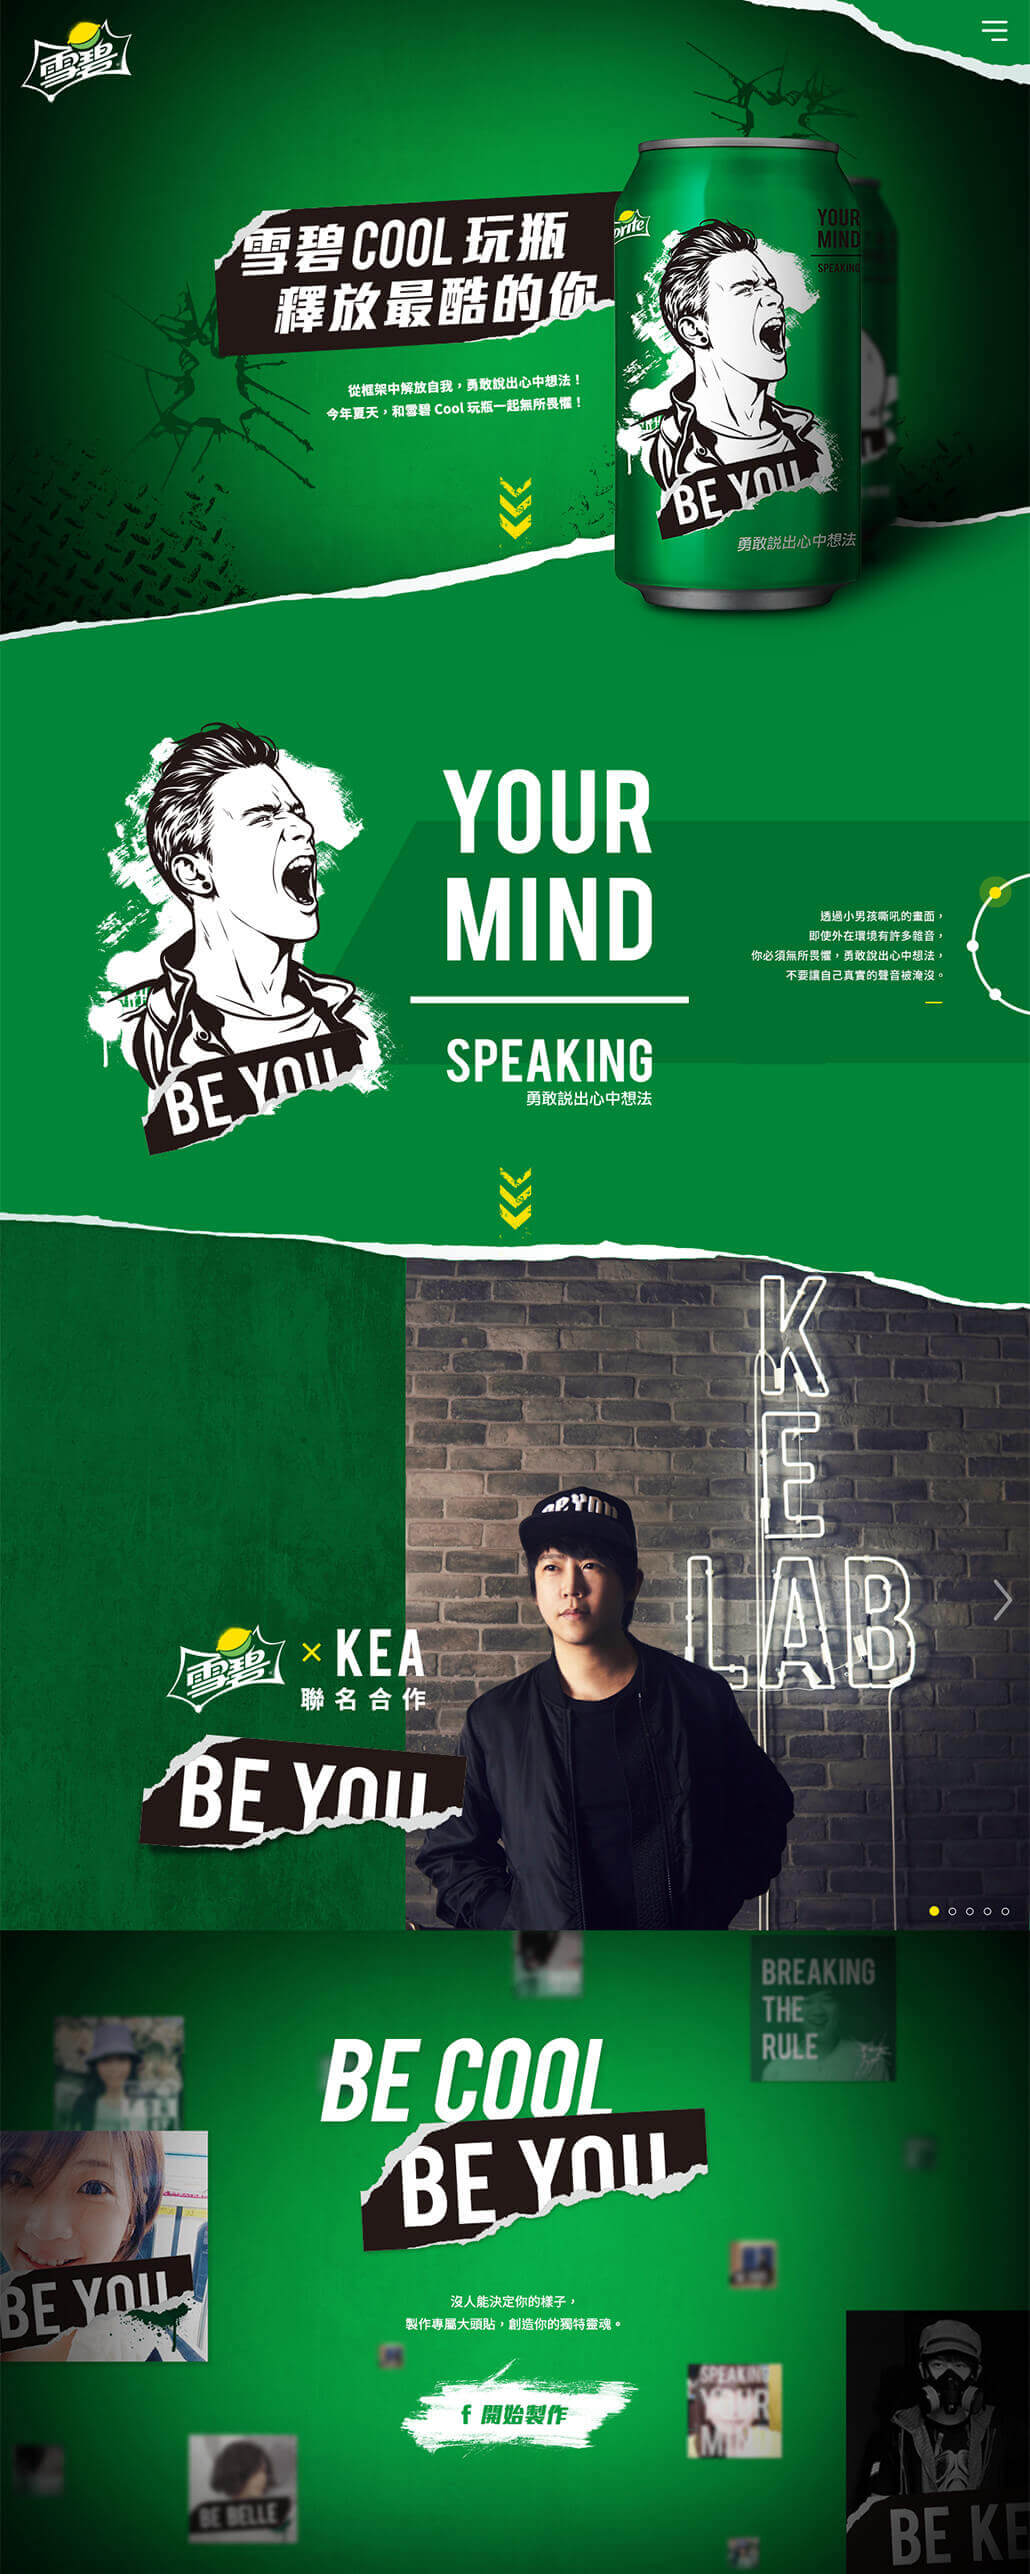 雪碧
雪碧 COOL 玩瓶
釋放最酷的你
從框架中解放自我，勇敢說出心中想法！
今年夏天，和雪碧 Cool 玩瓶一起無所畏懼！
YOUR
MIND
SPEAKING
BE YOU
勇敢說出心中想法
YOUR
MIND
SPEAKING
勇敢說出心中想法
BE YOU
透過小男孩嘶吼的畫面，
即使外在環境有許多雜音，
你必須無所畏懼，勇敢說出心中想法，
不要讓自己真實的聲音被淹沒。
KE
LAB
BE YOU
雪碧 × KEA
聯名合作
BE YOU
BREAKING
THE
RULE
BE COOL
BE YOU
BE YOU
沒人能決定你的樣子，
製作專屬大頭貼，創造你的獨特靈魂。
f 開始製作
SPEAKING
YOUR
MIND
BE BELLE
BE KE